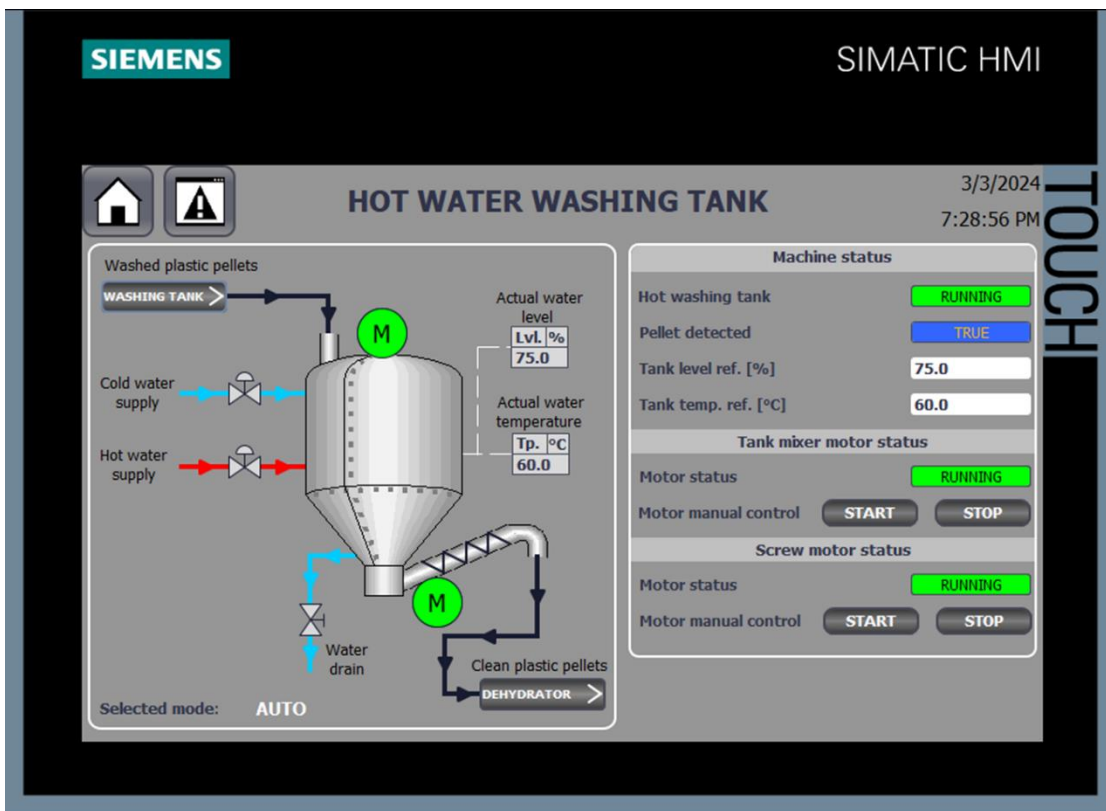 SIEMENS
SIMATIC HMI
TOUCH
HOT WATER WASHING TANK
3/3/2024
7:28:56 PM
Washed plastic pellets
WASHING TANK
M
Actual water
level
Lvl. %
75.0
Cold water
supply
Actual water
temperature
Tp. °C
60.0
Hot water
supply
M
Water
drain
Clean plastic pellets
DEHYDRATOR
Selected mode: AUTO
Machine status
Hot washing tank RUNNING
Pellet detected TRUE
Tank level ref. [%] 75.0
Tank temp. ref. [°C] 60.0
Tank mixer motor status
Motor status RUNNING
Motor manual control START STOP
Screw motor status
Motor status RUNNING
Motor manual control START STOP